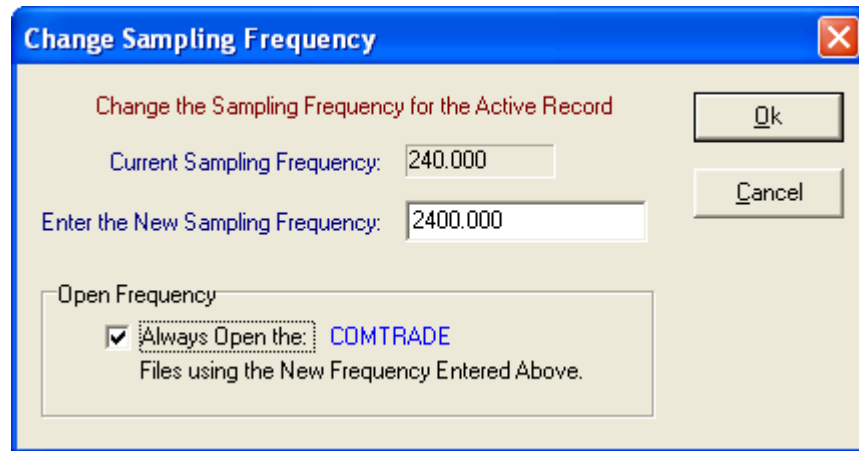 Change Sampling Frequency
Change the Sampling Frequency for the Active Record
Ok
Current Sampling Frequency: 240.000
Cancel
Enter the New Sampling Frequency: 2400.000
Open Frequency
Always Open the: COMTRADE
Files using the New Frequency Entered Above.